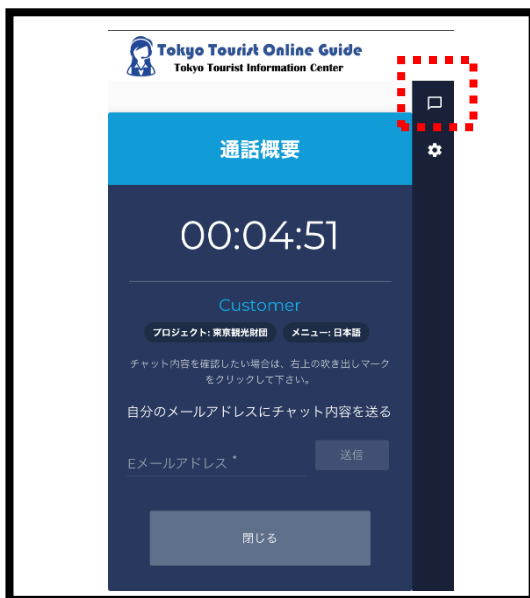 Tokyo Tourist Online Guide
Tokyo Tourist Information Center
通話概要
00:04:51
Customer
プロジェクト: 東京観光財団 メニュー: 日本語
チャット内容を確認したい場合は、右上の吹き出しマーク
をクリックして下さい。
自分のメールアドレスにチャット内容を送る
Eメールアドレス *
送信
閉じる